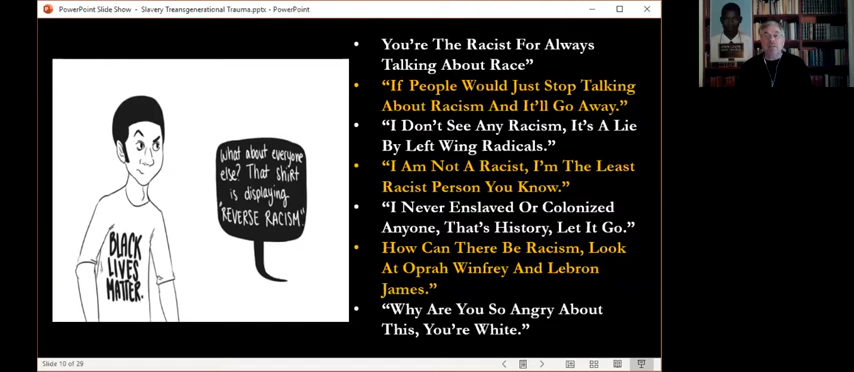 PowerPoint Slide Show - Slavery Treansgenerational Trauma.pptx - PowerPoint
• You're The Racist For Always
Talking About Race"
• "If People Would Just Stop Talking
About Racism And It'll Go Away."
• "I Don't See Any Racism, It's A Lie
By Left Wing Radicals."
• "I Am Not A Racist, I'm The Least
Racist Person You Know."
• "I Never Enslaved Or Colonized
Anyone, That's History, Let It Go."
• How Can There Be Racism, Look
At Oprah Winfrey And Lebron
James."
• "Why Are You So Angry About
This, You're White."
What about everyone
else? That shirt
is displaying
"REVERSE RACISM"
BLACK
LIVES
MATTER.
Slide 10 of 29